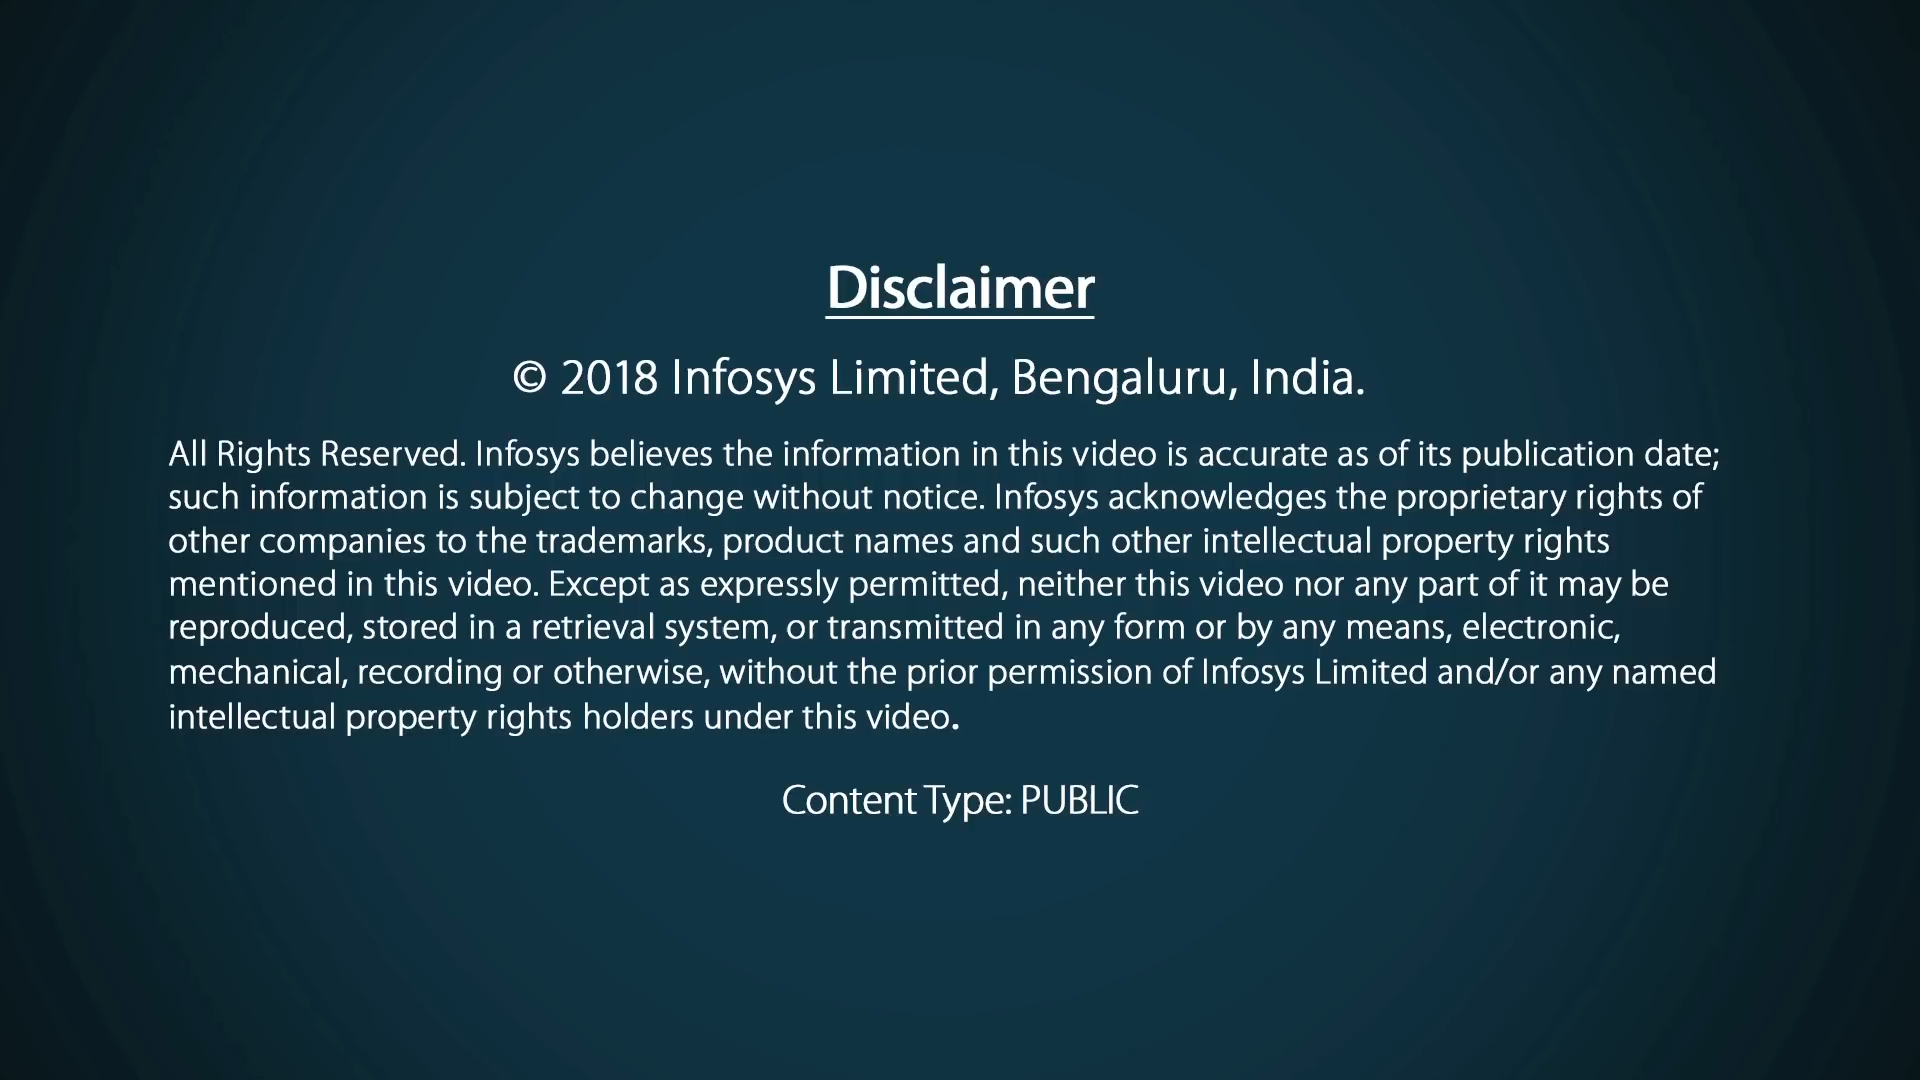 Disclaimer
© 2018 Infosys Limited, Bengaluru, India.
All Rights Reserved. Infosys believes the information in this video is accurate as of its publication date;
such information is subject to change without notice. Infosys acknowledges the proprietary rights of
other companies to the trademarks, product names and such other intellectual property rights
mentioned in this video. Except as expressly permitted, neither this video nor any part of it may be
reproduced, stored in a retrieval system, or transmitted in any form or by any means, electronic,
mechanical, recording or otherwise, without the prior permission of Infosys Limited and/or any named
intellectual property rights holders under this video.
Content Type: PUBLIC